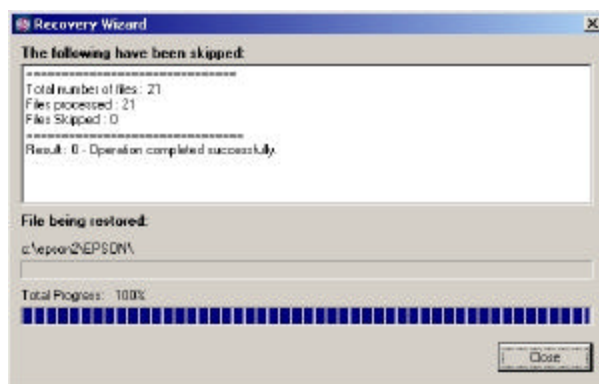 Recovery Wizard
The following have been skipped:
==============================
Total number of files : 21
Files processed : 21
Files Skipped : 0
===============================
Result : 0 - Operation completed successfully.
File being restored:
c:\epson2\EPSON\
Total Progress: 100%
Close